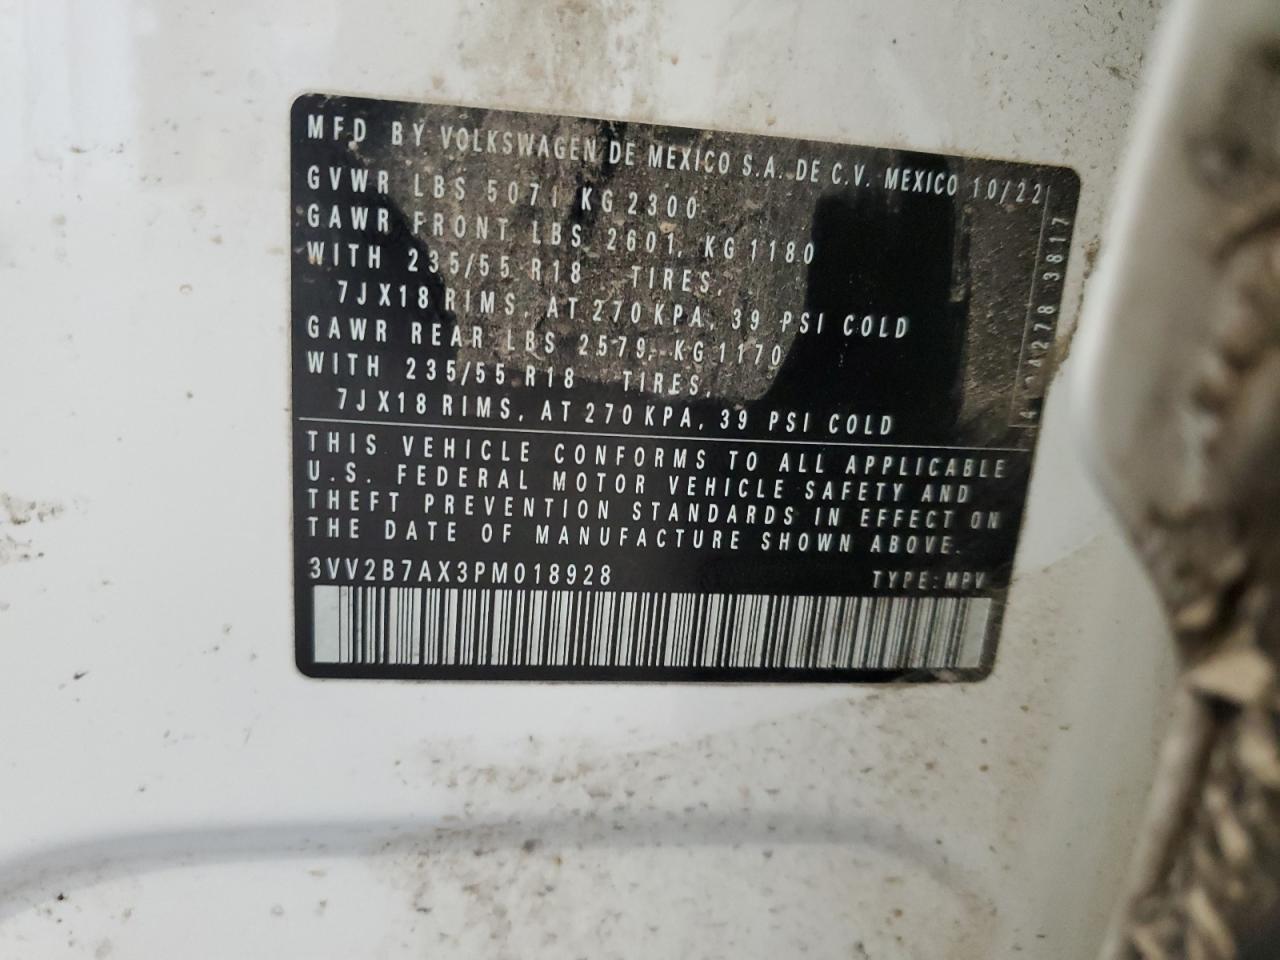 MFD BY VOLKSWAGEN DE MEXICO S.A. DE C.V. MEXICO 10/22
GVWR LBS 5071 KG 2300
GAWR FRONT LBS 2601, KG 1180
WITH 235/55 R18 TIRES,
7JX18 RIMS, AT 270 KPA, 39 PSI COLD
GAWR REAR LBS 2579, KG 1170
WITH 235/55 R18 TIRES,
7JX18 RIMS, AT 270 KPA, 39 PSI COLD
THIS VEHICLE CONFORMS TO ALL APPLICABLE
U.S. FEDERAL MOTOR VEHICLE SAFETY AND
THEFT PREVENTION STANDARDS IN EFFECT ON
THE DATE OF MANUFACTURE SHOWN ABOVE.
3VV2B7AX3PM018928 TYPE:MPV
3817